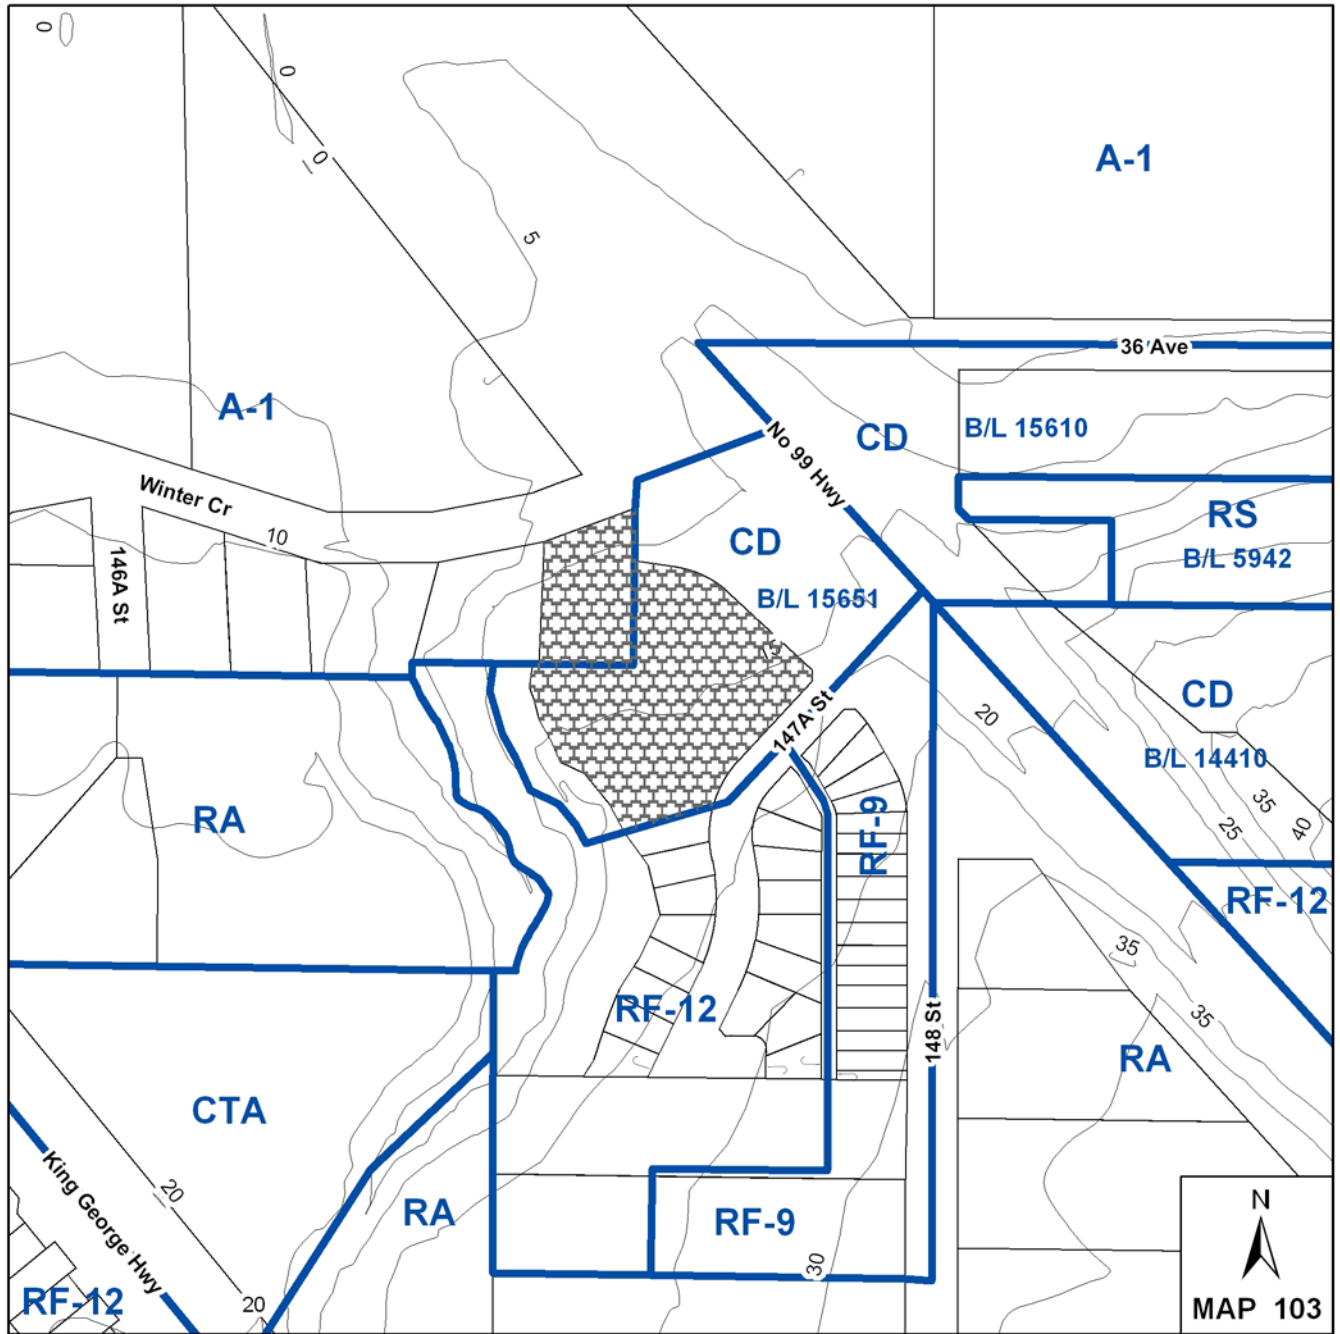 0
0
0
A-1
5
36 Ave
A-1
CD
B/L 15610
No 99 Hwy
Winter Cr
10
RS
146A St
CD
B/L 5942
B/L 15651
15
CD
20
147A St
B/L 14410
RA
RF-9
35
25
40
RF-12
35
RF-12
35
148 St
RA
CTA
King George Hwy
20
RA
RF-9
N
30
RF-12
20
MAP 103